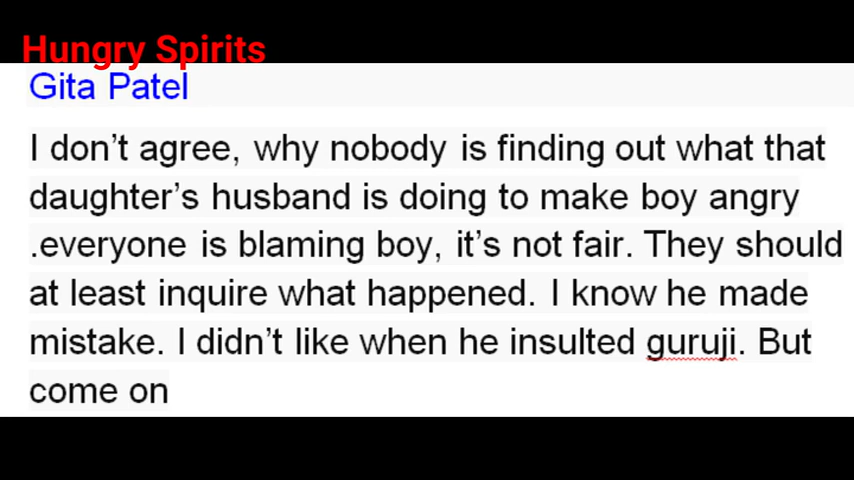 Hungry Spirits
Gita Patel
I don't agree, why nobody is finding out what that
daughter's husband is doing to make boy angry
.everyone is blaming boy, it's not fair. They should
at least inquire what happened. I know he made
mistake. I didn't like when he insulted guruji. But
come on